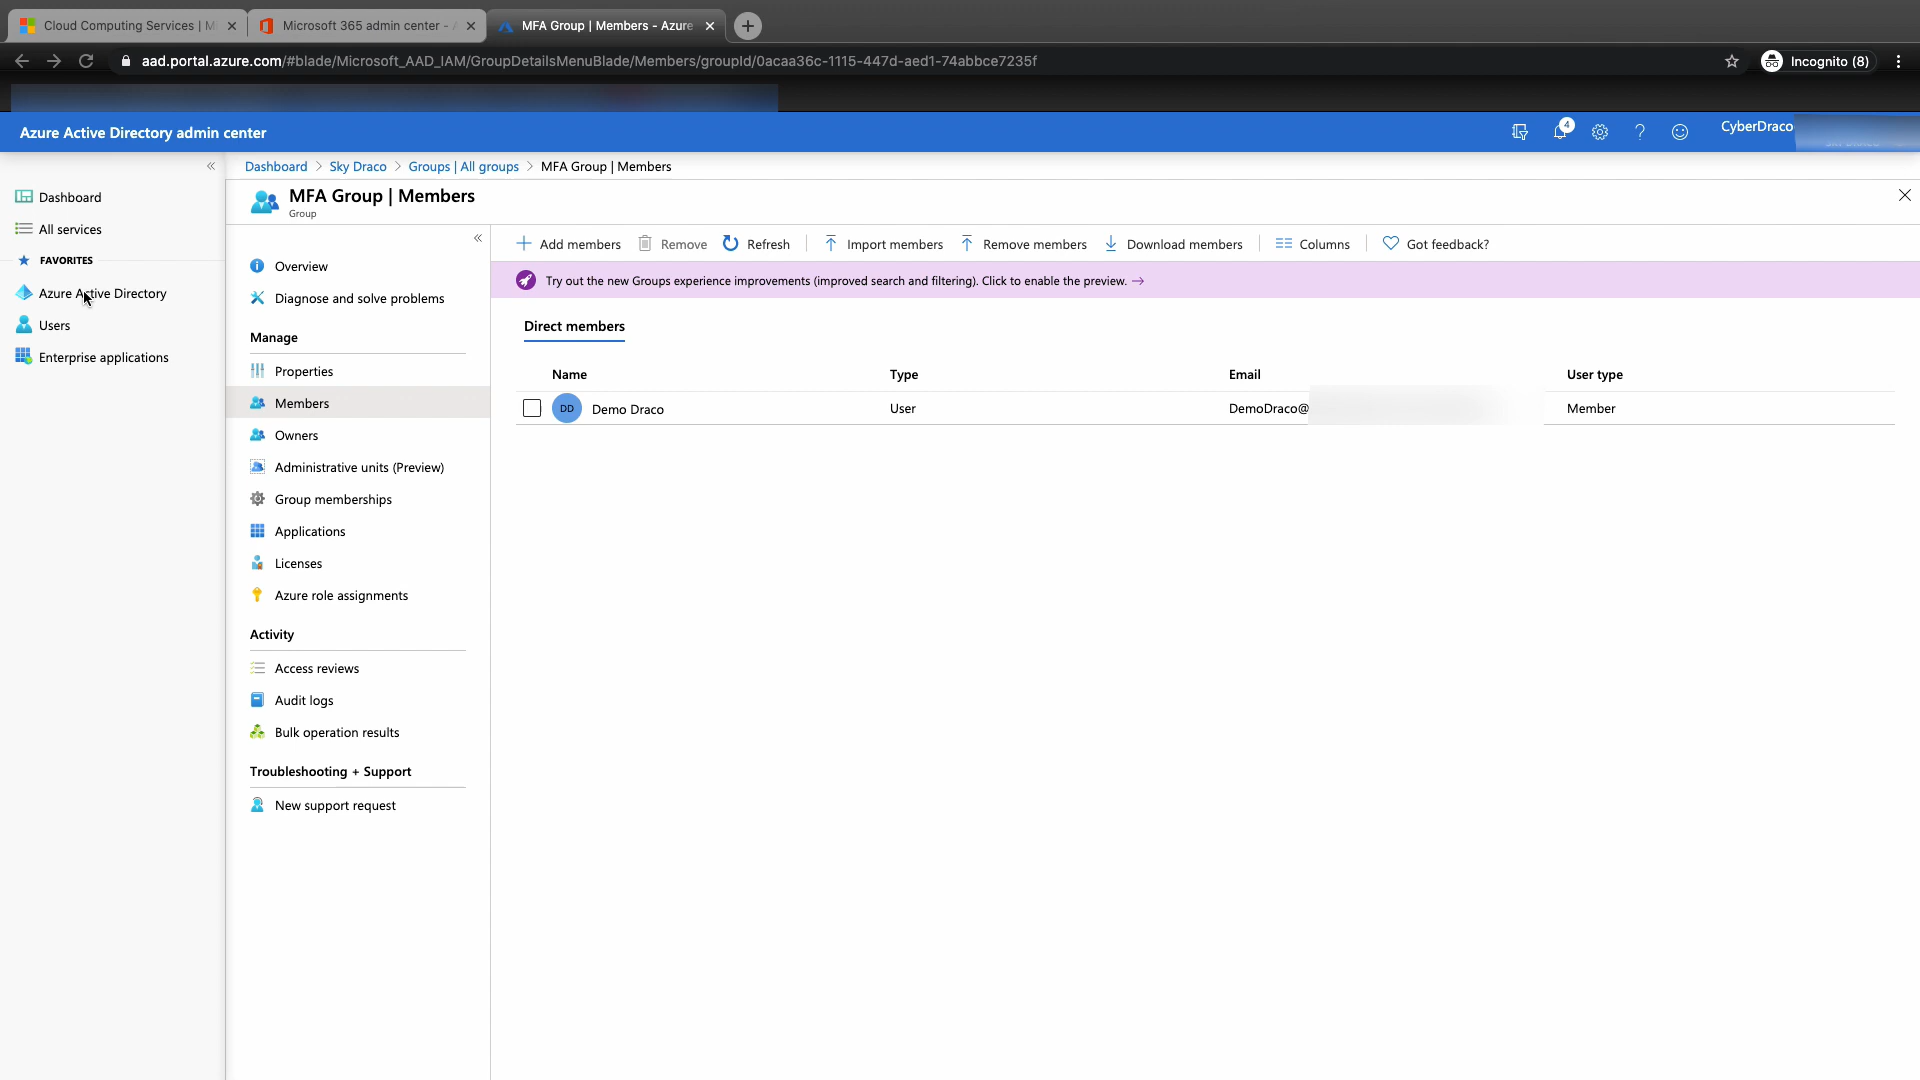 Cloud Computing Services | M
Microsoft 365 admin center -
MFA Group | Members - Azure
aad.portal.azure.com/#blade/Microsoft_AAD_IAM/GroupDetailsMenuBlade/Members/groupId/0acaa36c-1115-447d-aed1-74abbce7235f
Incognito (8)
Azure Active Directory admin center
4
CyberDraco
Dashboard
All services
FAVORITES
Azure Active Directory
Users
Enterprise applications
Dashboard > Sky Draco > Groups | All groups > MFA Group | Members
MFA Group | Members
Group
Overview
Diagnose and solve problems
Manage
Properties
Members
Owners
Administrative units (Preview)
Group memberships
Applications
Licenses
Azure role assignments
Activity
Access reviews
Audit logs
Bulk operation results
Troubleshooting + Support
New support request
Add members Remove Refresh Import members Remove members Download members Columns Got feedback?
Try out the new Groups experience improvements (improved search and filtering). Click to enable the preview. →
Direct members
Name Type Email User type
DD Demo Draco User DemoDraco@ Member